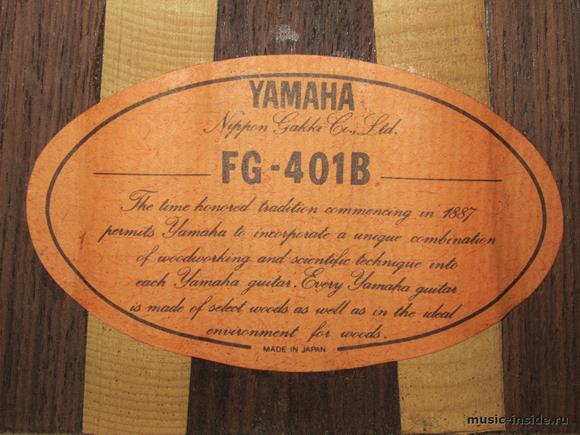 YAMAHA
Nippon Gakki Co., Ltd.
FG-401B
The time honored tradition commencing in 1887
permits Yamaha to incorporate a unique combination
of woodworking and scientific technique into
each Yamaha guitar. Every Yamaha guitar
is made of select woods as well as in the ideal
environment for woods.
MADE IN JAPAN
music-inside.ru